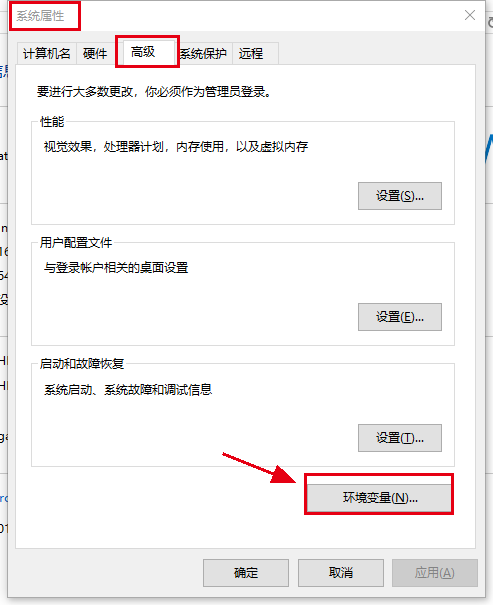 系统属性
计算机名 硬件 高级 系统保护 远程
要进行大多数更改，你必须作为管理员登录。
性能
视觉效果，处理器计划，内存使用，以及虚拟内存
设置(S)...
用户配置文件
与登录帐户相关的桌面设置
设置(E)...
启动和故障恢复
系统启动、系统故障和调试信息
设置(T)...
环境变量(N)...
确定 取消 应用(A)